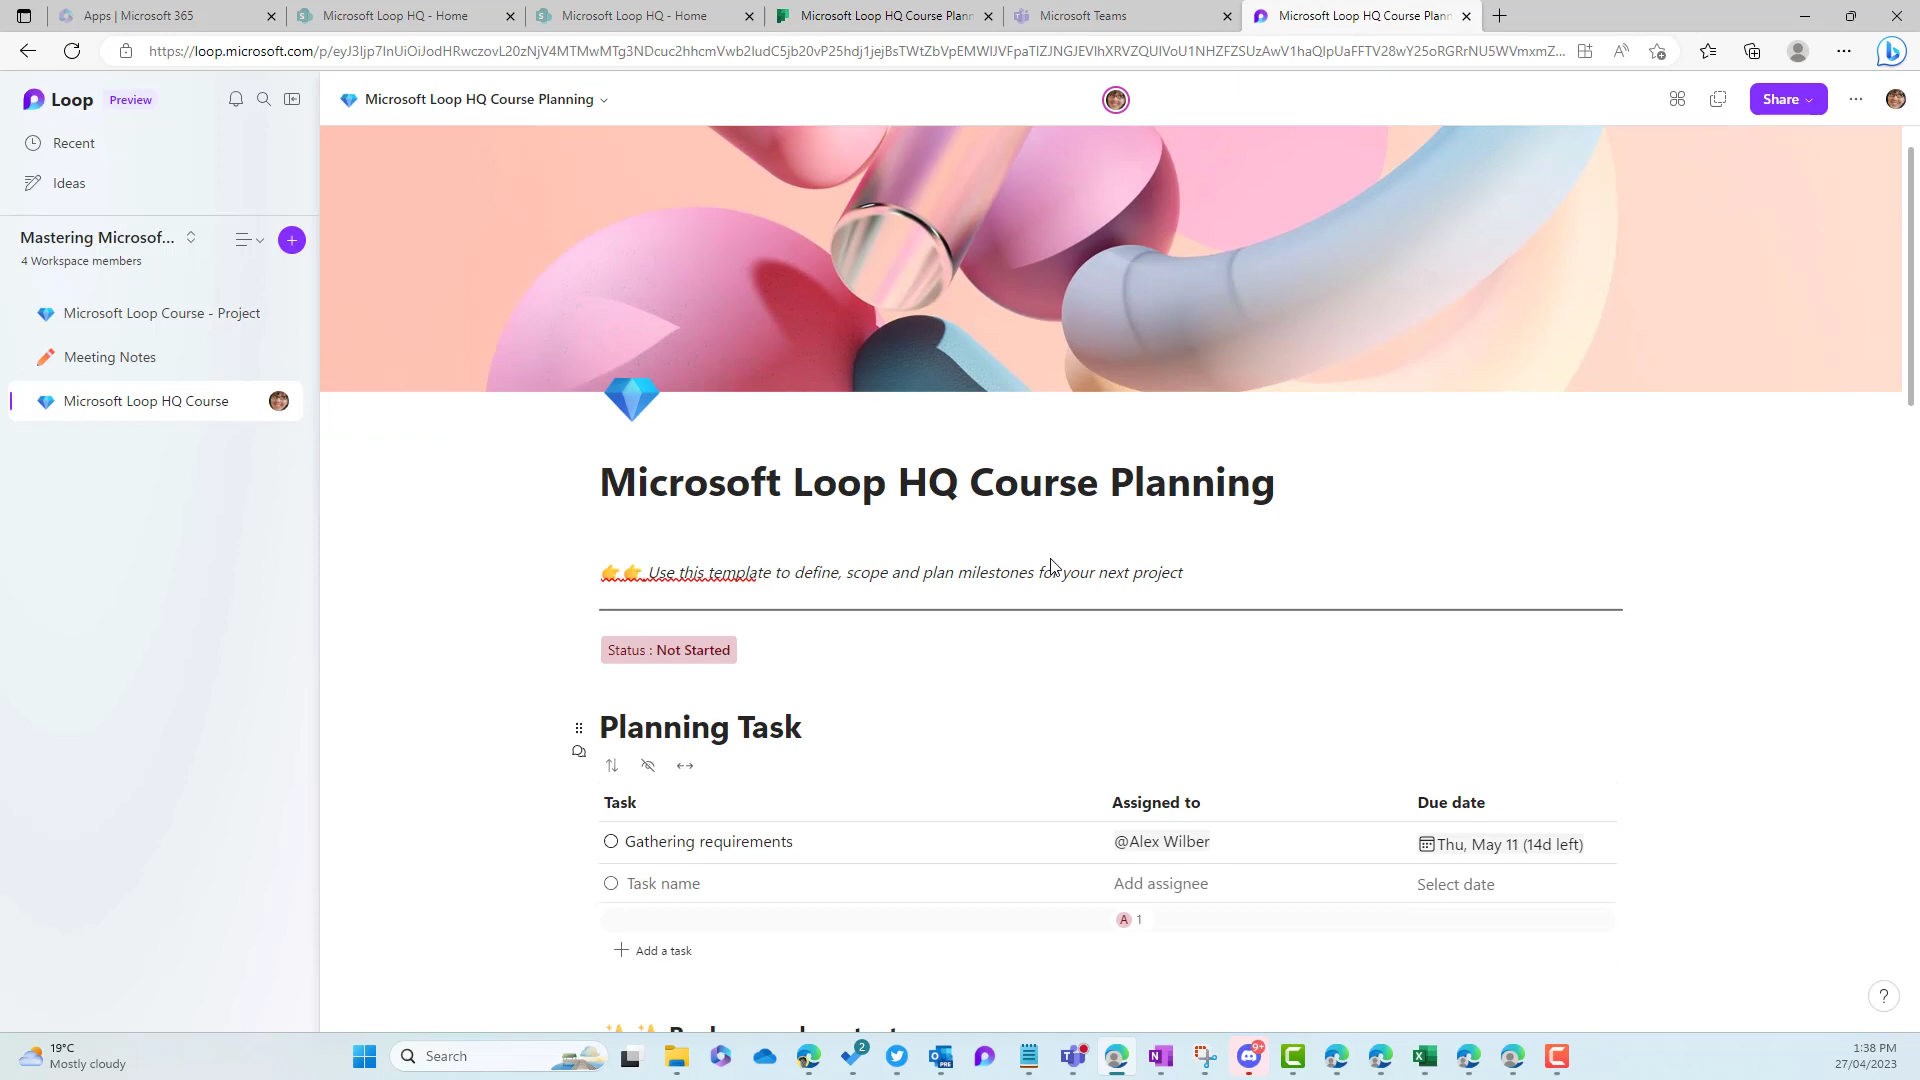 Apps | Microsoft 365
Microsoft Loop HQ - Home
Microsoft Loop HQ - Home
Microsoft Loop HQ Course Plann
Microsoft Teams
Microsoft Loop HQ Course Plann
Loop
Preview
Microsoft Loop HQ Course Planning
Share
Recent
Ideas
Mastering Microsof...
4 Workspace members
Microsoft Loop Course - Project
Meeting Notes
Microsoft Loop HQ Course
Microsoft Loop HQ Course Planning
👉👉 Use this template to define, scope and plan milestones for your next project
Status : Not Started
Planning Task
Task Assigned to Due date
Gathering requirements @Alex Wilber Thu, May 11 (14d left)
Task name Add assignee Select date
A 1
Add a task
?
19°C
Mostly cloudy
Search
2
9+
1:38 PM
27/04/2023